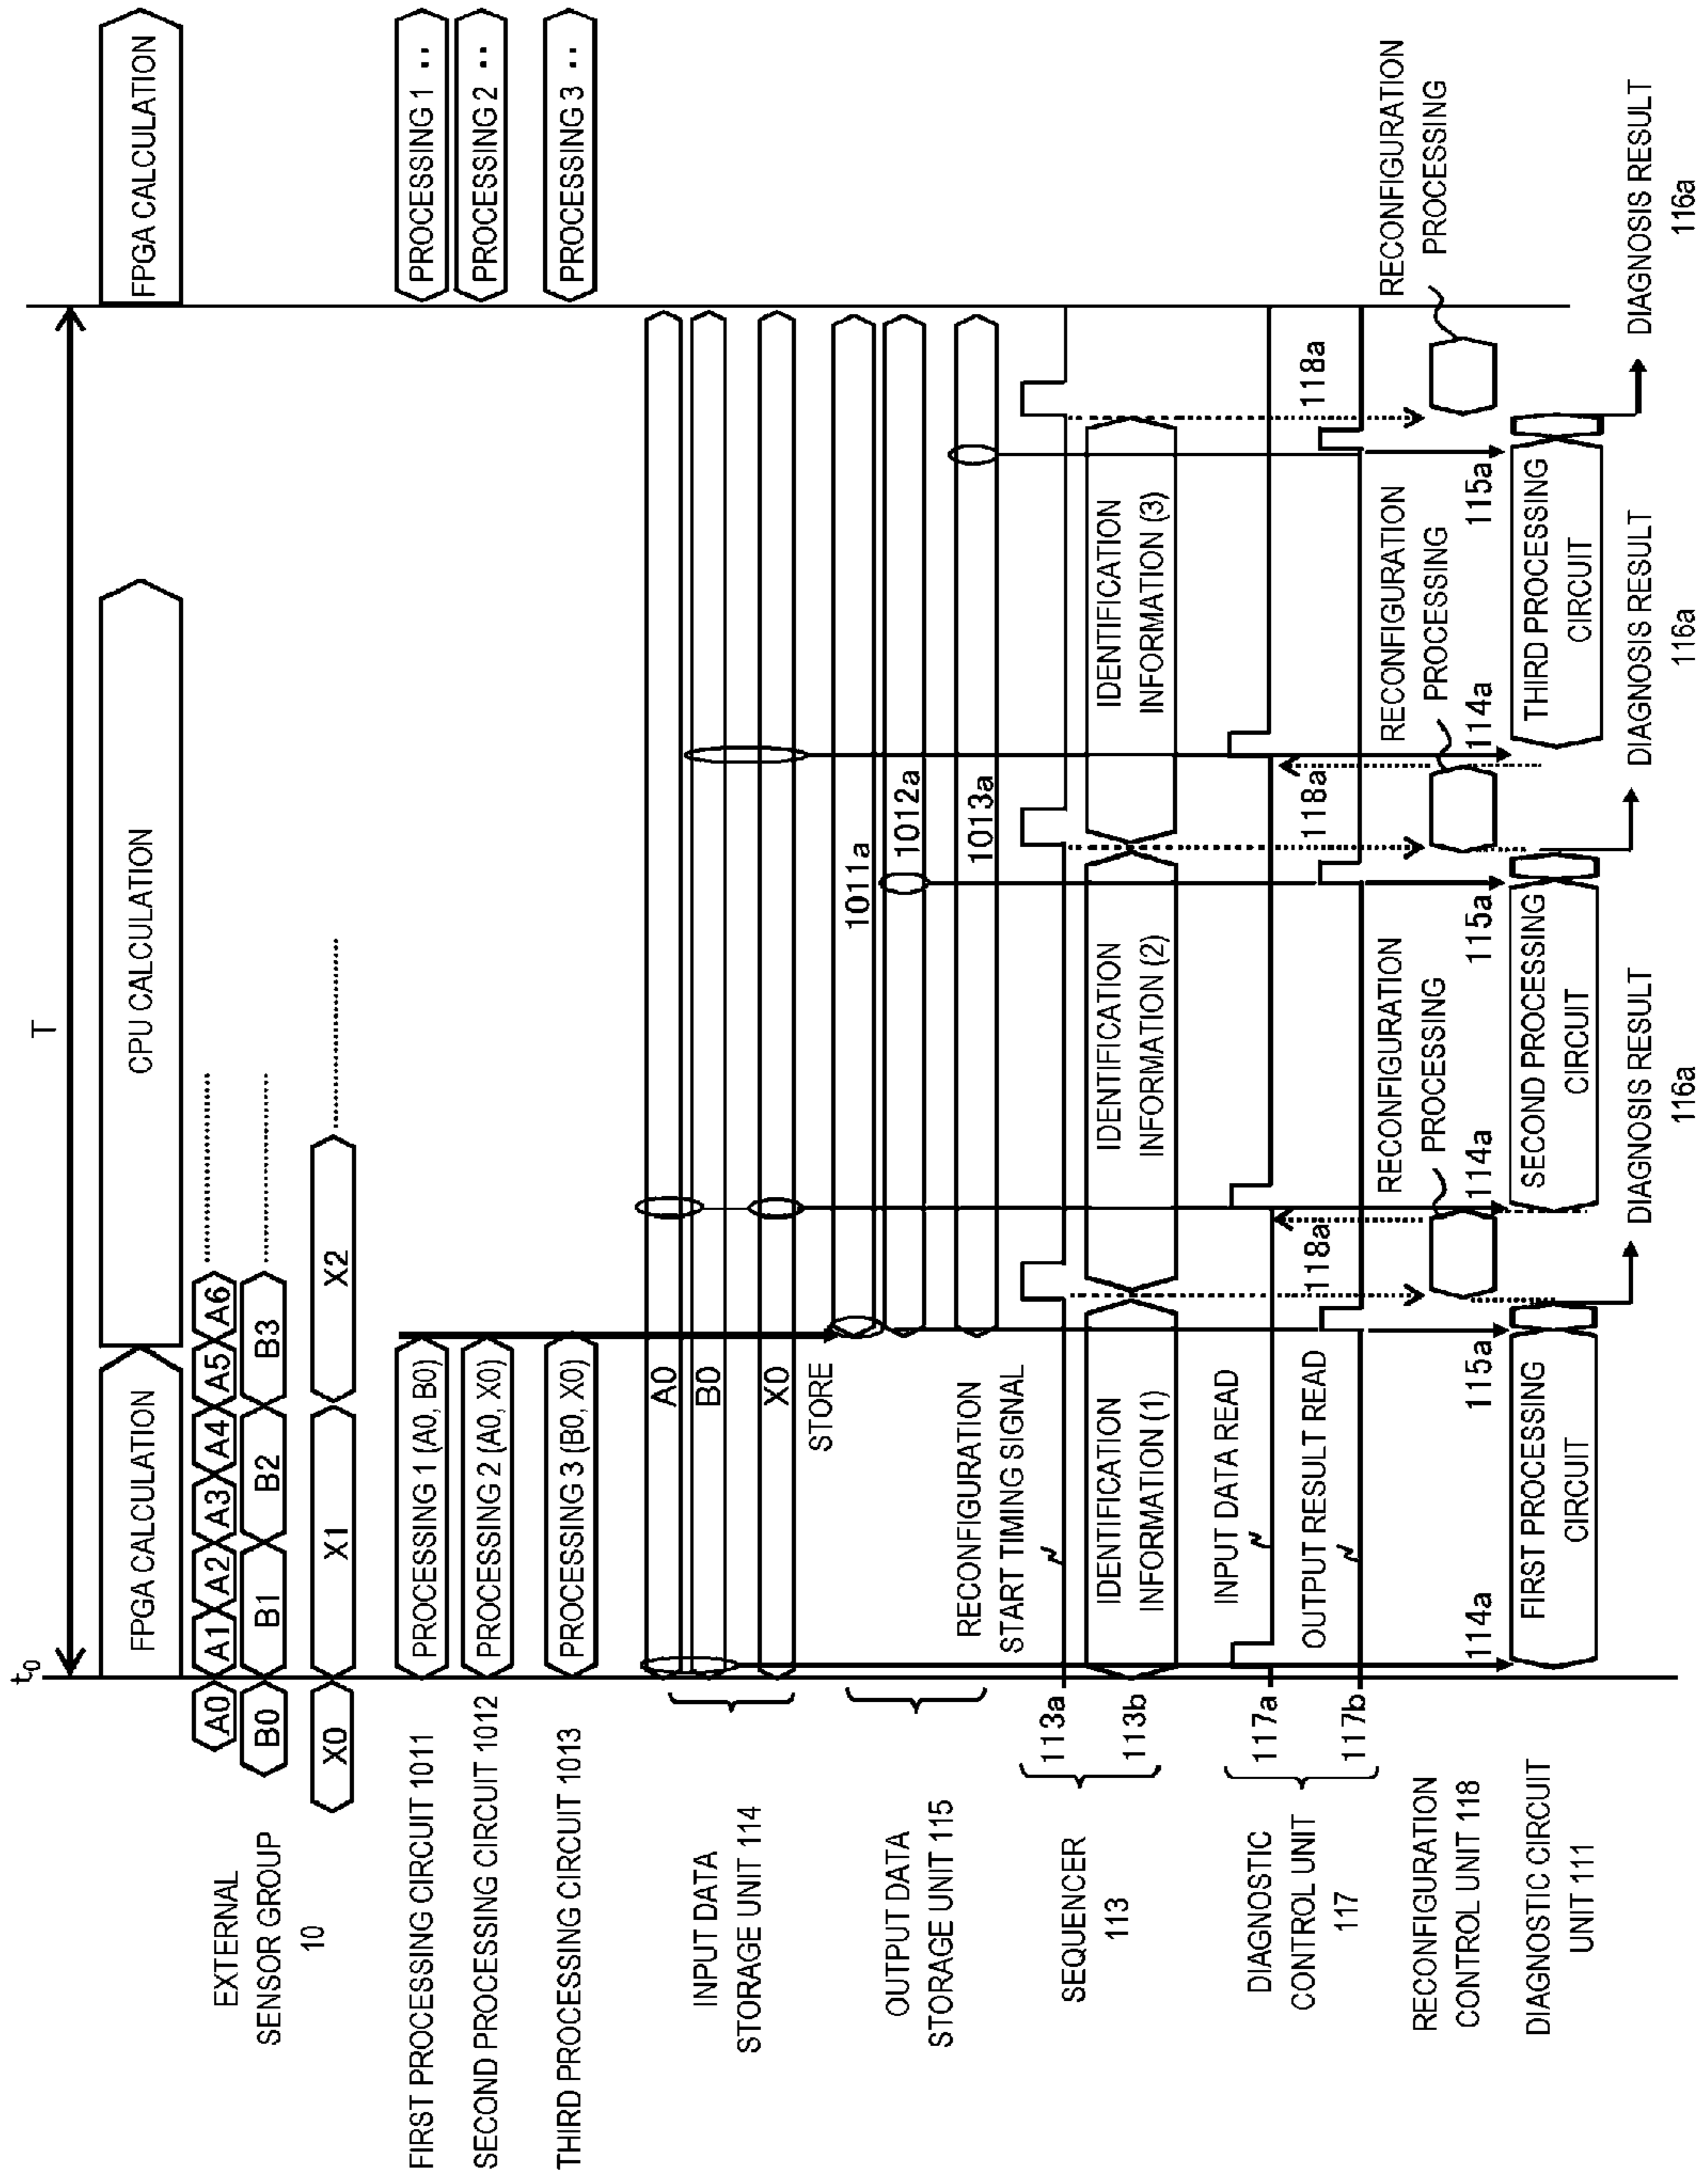 T
t0
FPGA CALCULATION
CPU CALCULATION
FPGA CALCULATION
EXTERNAL
SENSOR GROUP
10
A0 A1 A2 A3 A4 A5 A6
B0 B1 B2 B3
X0 X1 X2
FIRST PROCESSING CIRCUIT 1011
PROCESSING 1 (A0, B0)
PROCESSING 1 ‥
SECOND PROCESSING CIRCUIT 1012
PROCESSING 2 (A0, X0)
PROCESSING 2 ‥
THIRD PROCESSING CIRCUIT 1013
PROCESSING 3 (B0, X0)
PROCESSING 3 ‥
INPUT DATA
STORAGE UNIT 114
A0
B0
X0
STORE
OUTPUT DATA
STORAGE UNIT 115
1011a
1012a
1013a
RECONFIGURATION
START TIMING SIGNAL
SEQUENCER
113
113a
113b
IDENTIFICATION
INFORMATION (1)
IDENTIFICATION
INFORMATION (2)
IDENTIFICATION
INFORMATION (3)
DIAGNOSTIC
CONTROL UNIT
117
117a
117b
INPUT DATA READ
OUTPUT RESULT READ
118a
118a
118a
RECONFIGURATION
CONTROL UNIT 118
RECONFIGURATION
PROCESSING
RECONFIGURATION
PROCESSING
RECONFIGURATION
PROCESSING
114a
115a
114a
115a
114a
115a
DIAGNOSTIC CIRCUIT
UNIT 111
FIRST PROCESSING
CIRCUIT
SECOND PROCESSING
CIRCUIT
THIRD PROCESSING
CIRCUIT
DIAGNOSIS RESULT
116a
DIAGNOSIS RESULT
116a
DIAGNOSIS RESULT
116a